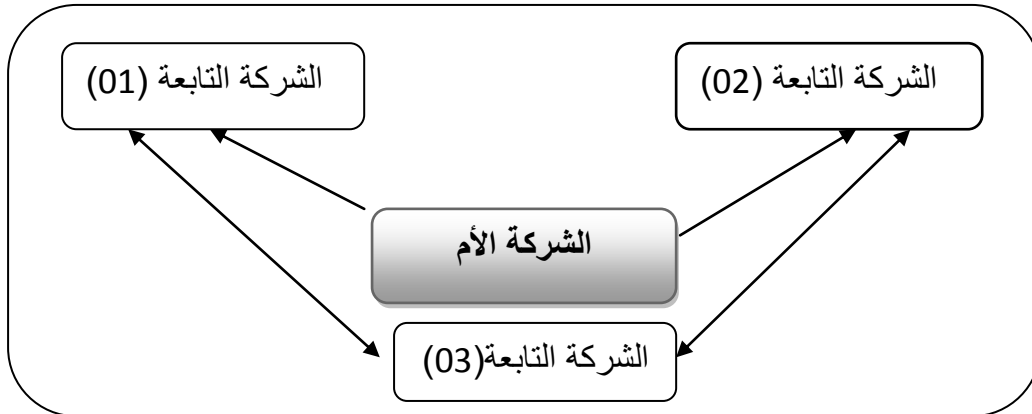 الشركة التابعة (02)
الشركة التابعة (01)
الشركة الأم
الشركة التابعة(03)